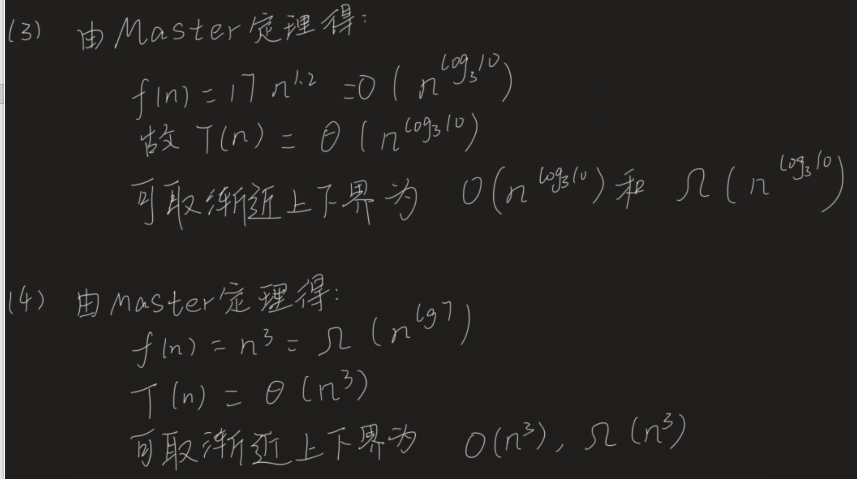 (3) 由Master定理得:
f(n) = 17 n^1.2 = O(n^log₃10)
故 T(n) = θ(n^log₃10)
可取渐近上下界为 O(n^log₃10) 和 Ω(n^log₃10)
(4) 由Master定理得:
f(n) = n³ = Ω(n^lg7)
T(n) = θ(n³)
可取渐近上下界为 O(n³), Ω(n³)